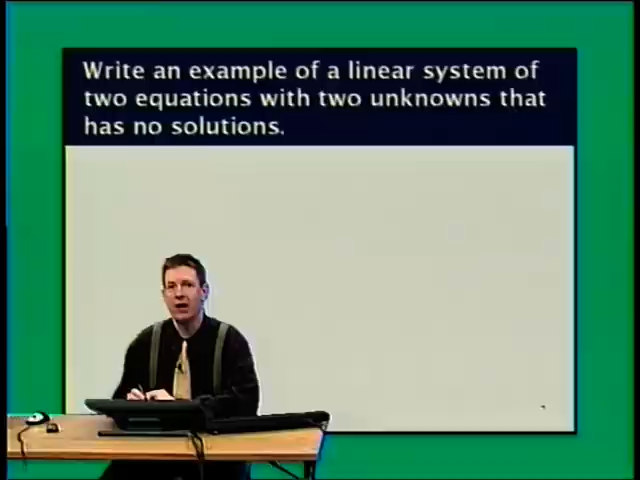 Write an example of a linear system of
two equations with two unknowns that
has no solutions.